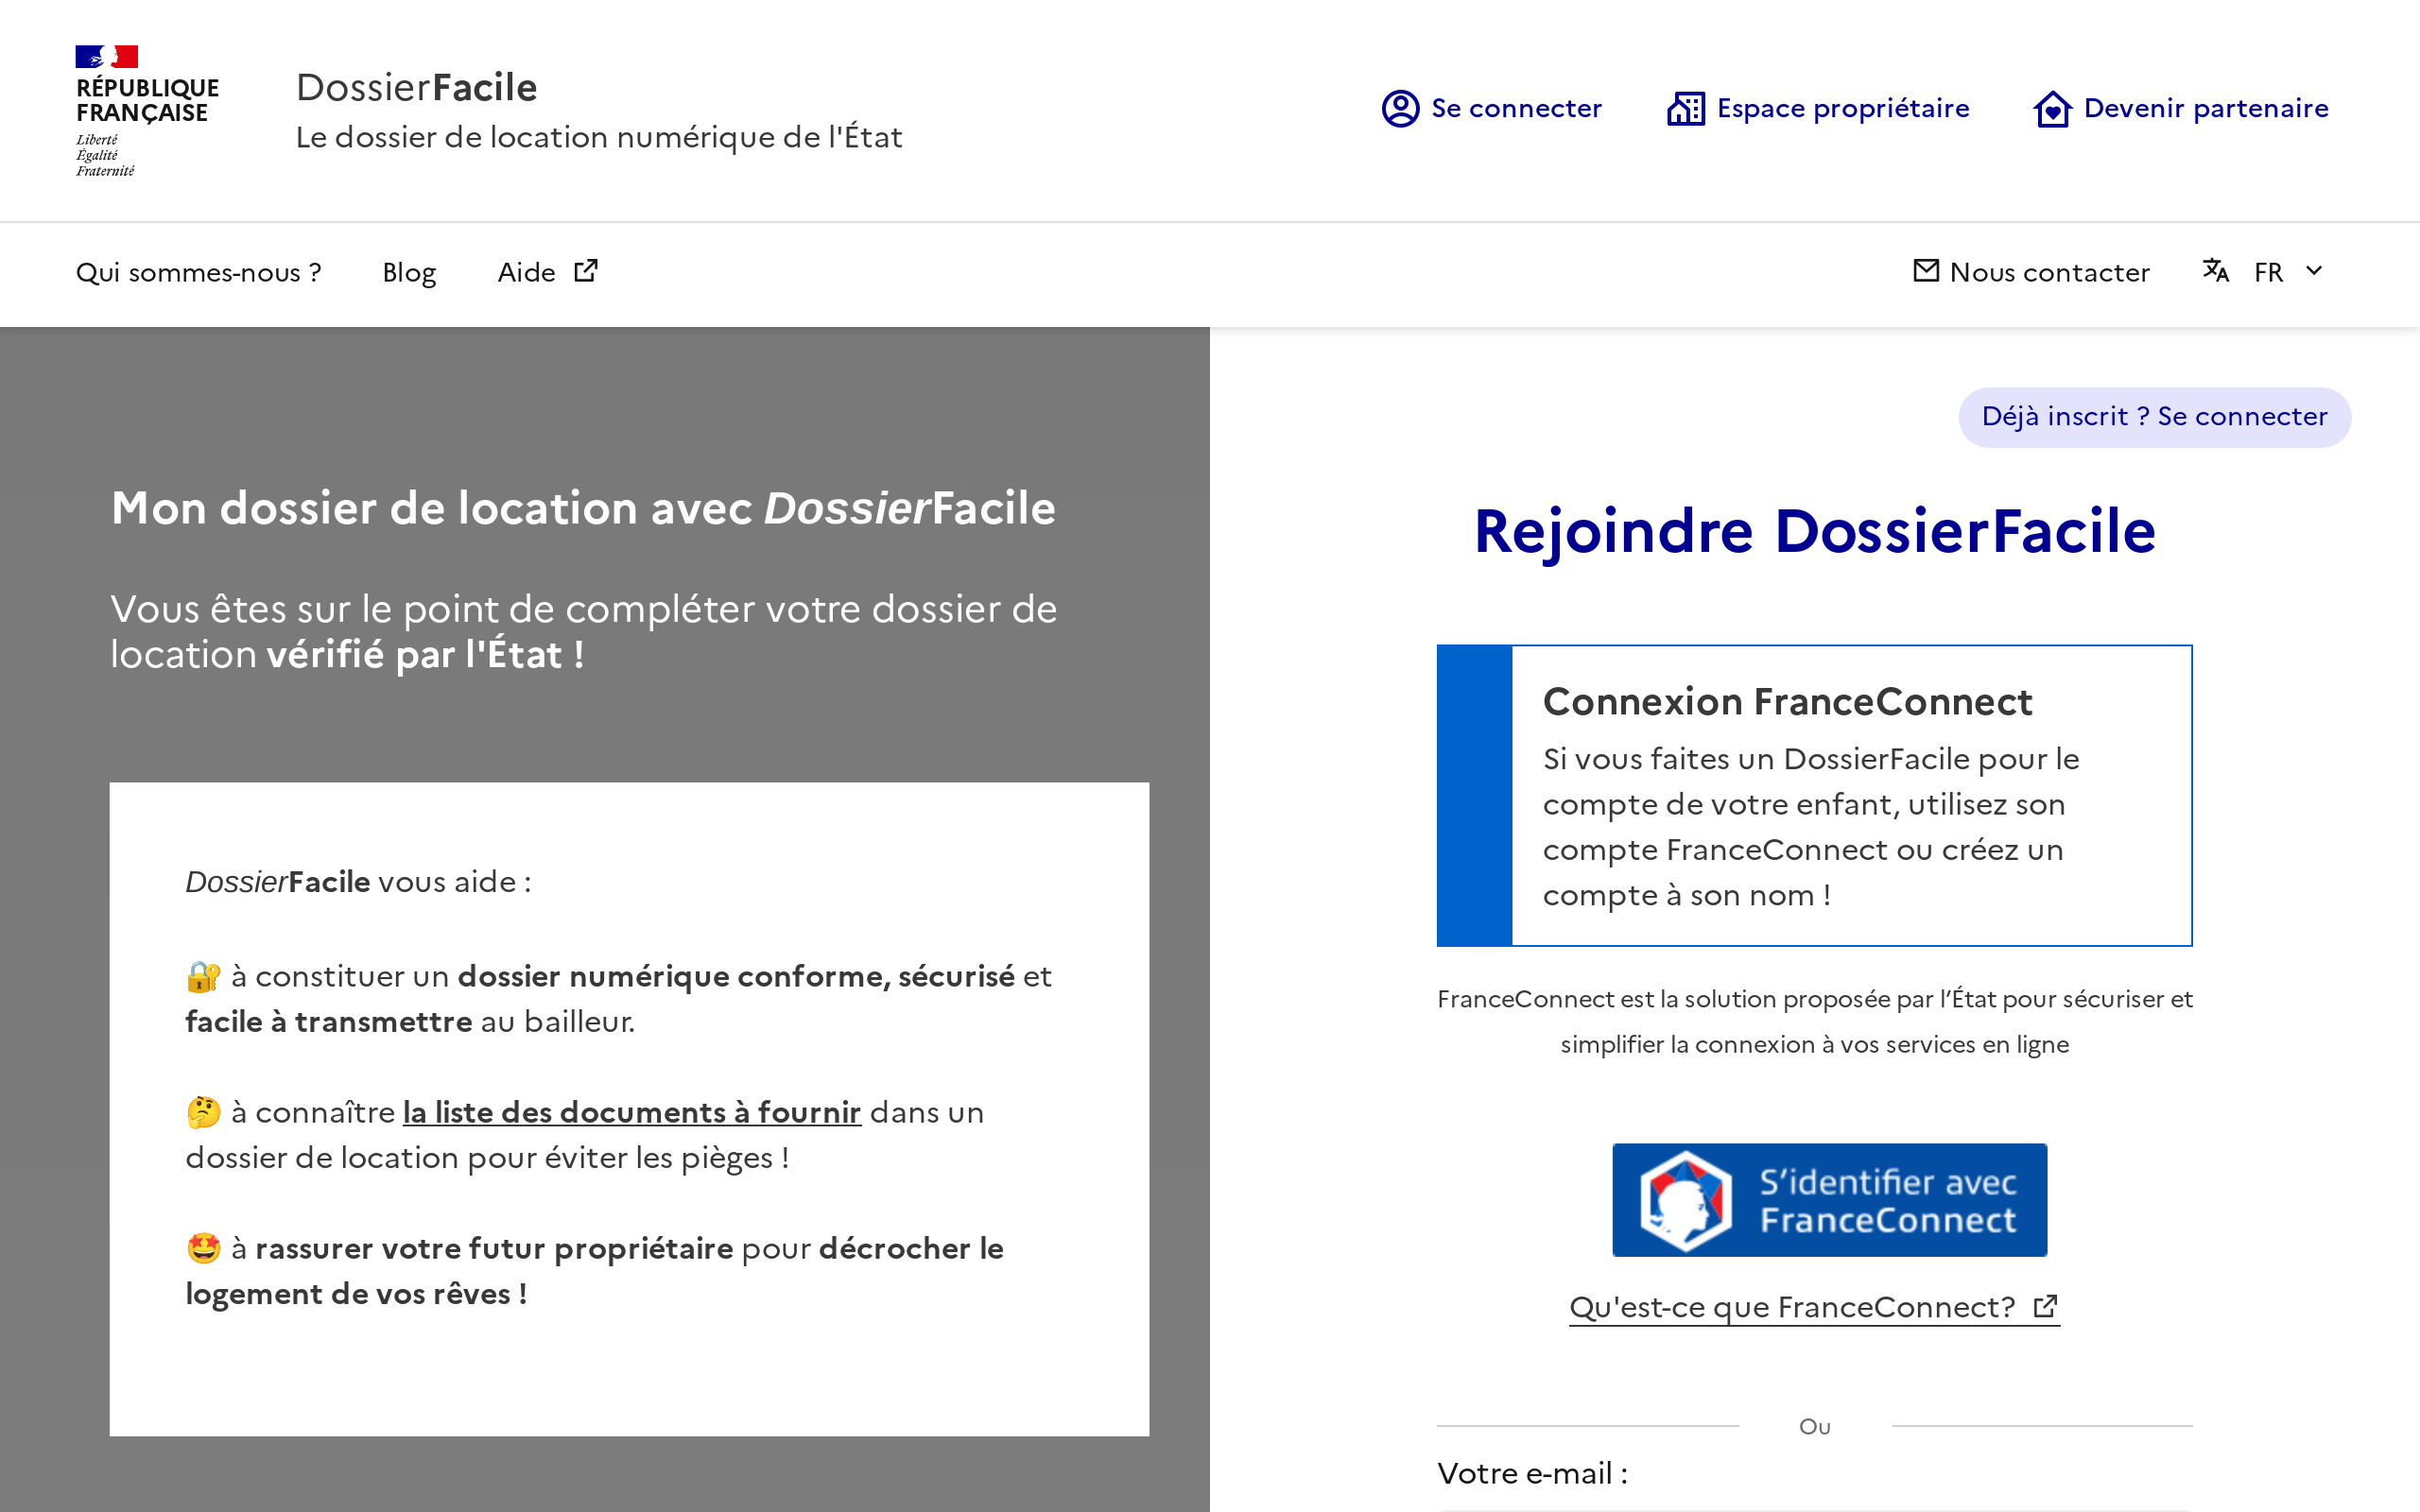 RÉPUBLIQUE
FRANÇAISE
Liberté
Égalité
Fraternité
DossierFacile
Le dossier de location numérique de l'État
Se connecter
Espace propriétaire
Devenir partenaire
Qui sommes-nous ?
Blog
Aide
Nous contacter
FR
Mon dossier de location avec DossierFacile
Vous êtes sur le point de compléter votre dossier de
location vérifié par l'État !
DossierFacile vous aide :
🔐 à constituer un dossier numérique conforme, sécurisé et
facile à transmettre au bailleur.
🤔 à connaître la liste des documents à fournir dans un
dossier de location pour éviter les pièges !
🤩 à rassurer votre futur propriétaire pour décrocher le
logement de vos rêves !
Déjà inscrit ? Se connecter
Rejoindre DossierFacile
Connexion FranceConnect
Si vous faites un DossierFacile pour le
compte de votre enfant, utilisez son
compte FranceConnect ou créez un
compte à son nom !
FranceConnect est la solution proposée par l’État pour sécuriser et
simplifier la connexion à vos services en ligne
S’identifier avec
FranceConnect
Qu'est-ce que FranceConnect?
Ou
Votre e-mail :